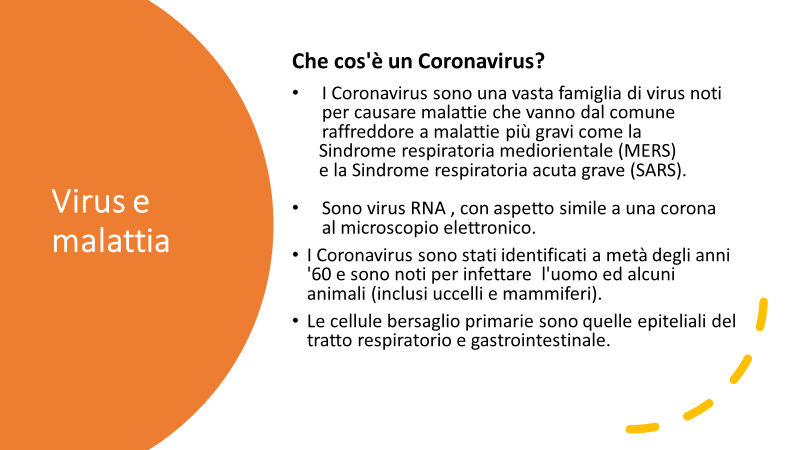 Virus e
malattia
Che cos'è un Coronavirus?
• I Coronavirus sono una vasta famiglia di virus noti
per causare malattie che vanno dal comune
raffreddore a malattie più gravi come la
Sindrome respiratoria mediorientale (MERS)
e la Sindrome respiratoria acuta grave (SARS).
• Sono virus RNA , con aspetto simile a una corona
al microscopio elettronico.
• I Coronavirus sono stati identificati a metà degli anni
'60 e sono noti per infettare l'uomo ed alcuni
animali (inclusi uccelli e mammiferi).
• Le cellule bersaglio primarie sono quelle epiteliali del
tratto respiratorio e gastrointestinale.